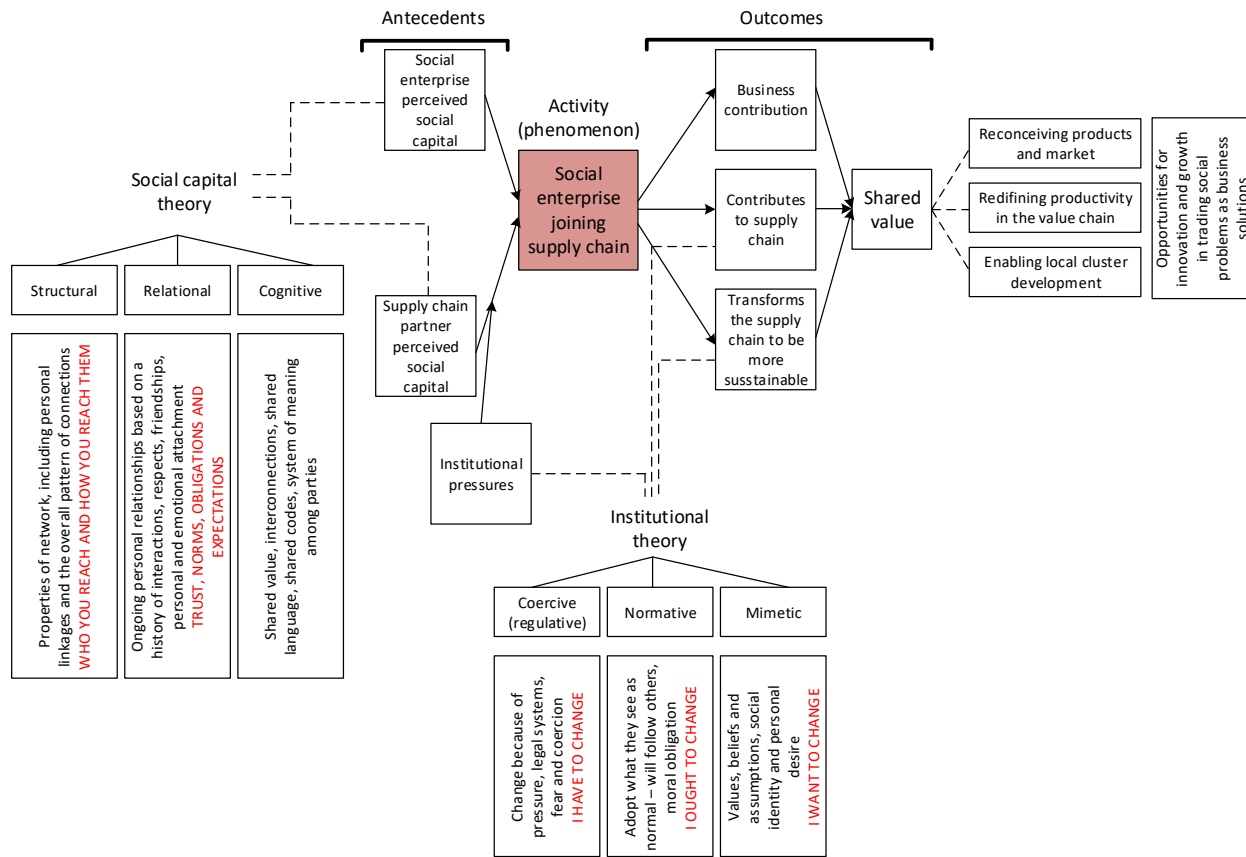 Antecedents
Outcomes
Social
enterprise
perceived
social
capital
Activity
(phenomenon)
Social
enterprise
joining
supply chain
Business
contribution
Contributes
to supply
chain
Transforms
the supply
chain to be
more
susstainable
Shared
value
Reconceiving products
and market
Redifining productivity
in the value chain
Enabling local cluster
development
Opportunities for
innovation and growth
in trading social
problems as business
solutions
Social capital
theory
Structural
Relational
Cognitive
Properties of network, including personal
linkages and the overall pattern of connections
WHO YOU REACH AND HOW YOU REACH THEM
Ongoing personal relationships based on a
history of interactions, respects, friendships,
personal and emotional attachment
TRUST, NORMS, OBLIGATIONS AND
EXPECTATIONS
Shared value, interconnections, shared
language, shared codes, system of meaning
among parties
Supply chain
partner
perceived
social
capital
Institutional
pressures
Institutional
theory
Coercive
(regulative)
Normative
Mimetic
Change because of
pressure, legal systems,
fear and coercion
I HAVE TO CHANGE
Adopt what they see as
normal – will follow others,
moral obligation
I OUGHT TO CHANGE
Values, beliefs and
assumptions, social
identity and personal
desire
I WANT TO CHANGE